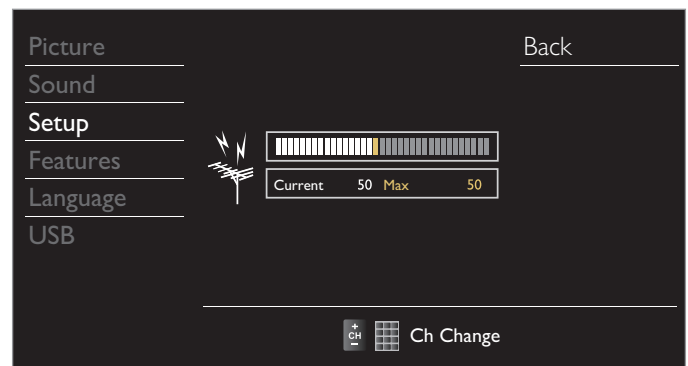 Picture
Back
Sound
Setup
Features
Language
USB
Current 50 Max 50
+
CH
−
Ch Change